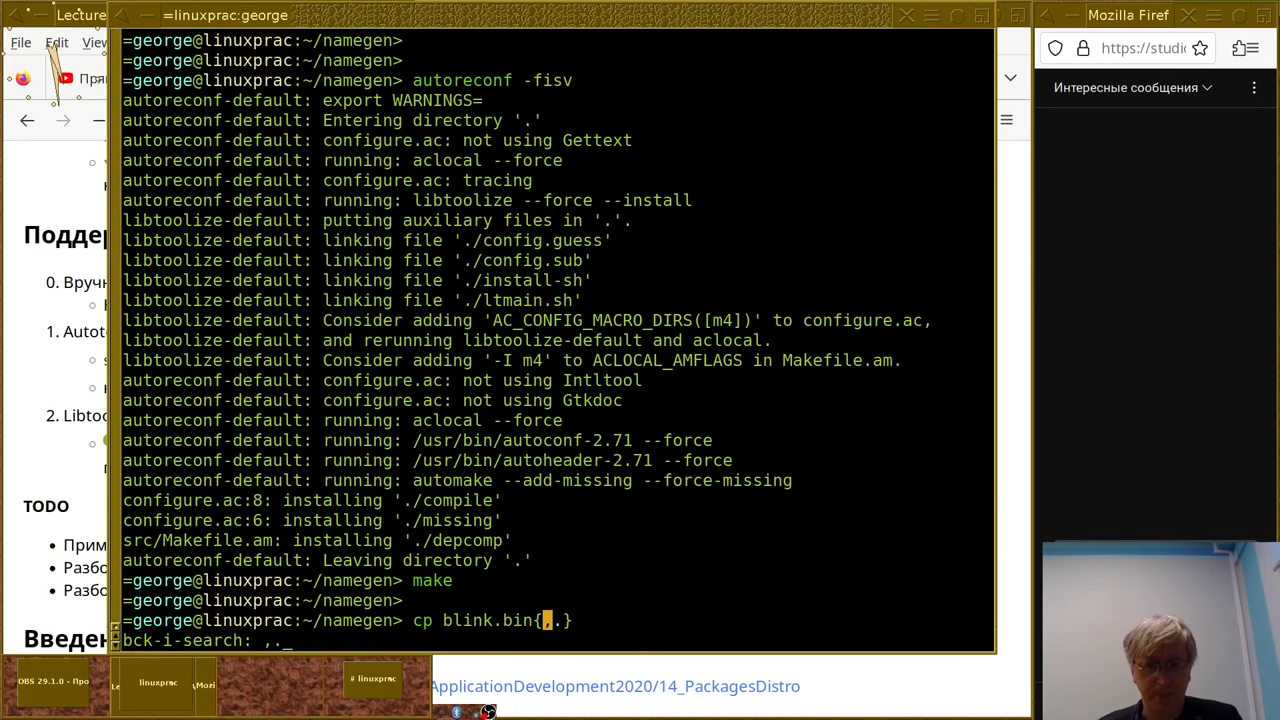 Lecture
=linuxprac:george
Mozilla Firef
File Edit View
https://studi
Интересные сообщения
Поддер
0. Вручн
1. Autot
2. Libtoo
TODO
Прим
Разбо
Разбо
Введен
=george@linuxprac:~/namegen>
=george@linuxprac:~/namegen>
=george@linuxprac:~/namegen> autoreconf -fisv
autoreconf-default: export WARNINGS=
autoreconf-default: Entering directory '.'
autoreconf-default: configure.ac: not using Gettext
autoreconf-default: running: aclocal --force
autoreconf-default: configure.ac: tracing
autoreconf-default: running: libtoolize --force --install
libtoolize-default: putting auxiliary files in '.'.
libtoolize-default: linking file './config.guess'
libtoolize-default: linking file './config.sub'
libtoolize-default: linking file './install-sh'
libtoolize-default: linking file './ltmain.sh'
libtoolize-default: Consider adding 'AC_CONFIG_MACRO_DIRS([m4])' to configure.ac,
libtoolize-default: and rerunning libtoolize-default and aclocal.
libtoolize-default: Consider adding '-I m4' to ACLOCAL_AMFLAGS in Makefile.am.
autoreconf-default: configure.ac: not using Intltool
autoreconf-default: configure.ac: not using Gtkdoc
autoreconf-default: running: aclocal --force
autoreconf-default: running: /usr/bin/autoconf-2.71 --force
autoreconf-default: running: /usr/bin/autoheader-2.71 --force
autoreconf-default: running: automake --add-missing --force-missing
configure.ac:8: installing './compile'
configure.ac:6: installing './missing'
src/Makefile.am: installing './depcomp'
autoreconf-default: Leaving directory '.'
=george@linuxprac:~/namegen> make
=george@linuxprac:~/namegen>
=george@linuxprac:~/namegen> cp blink.bin{,.}
bck-i-search: ,._
ApplicationDevelopment2020/14_PackagesDistro
OBS 29.1.0 - Про
linuxprac
# linuxprac